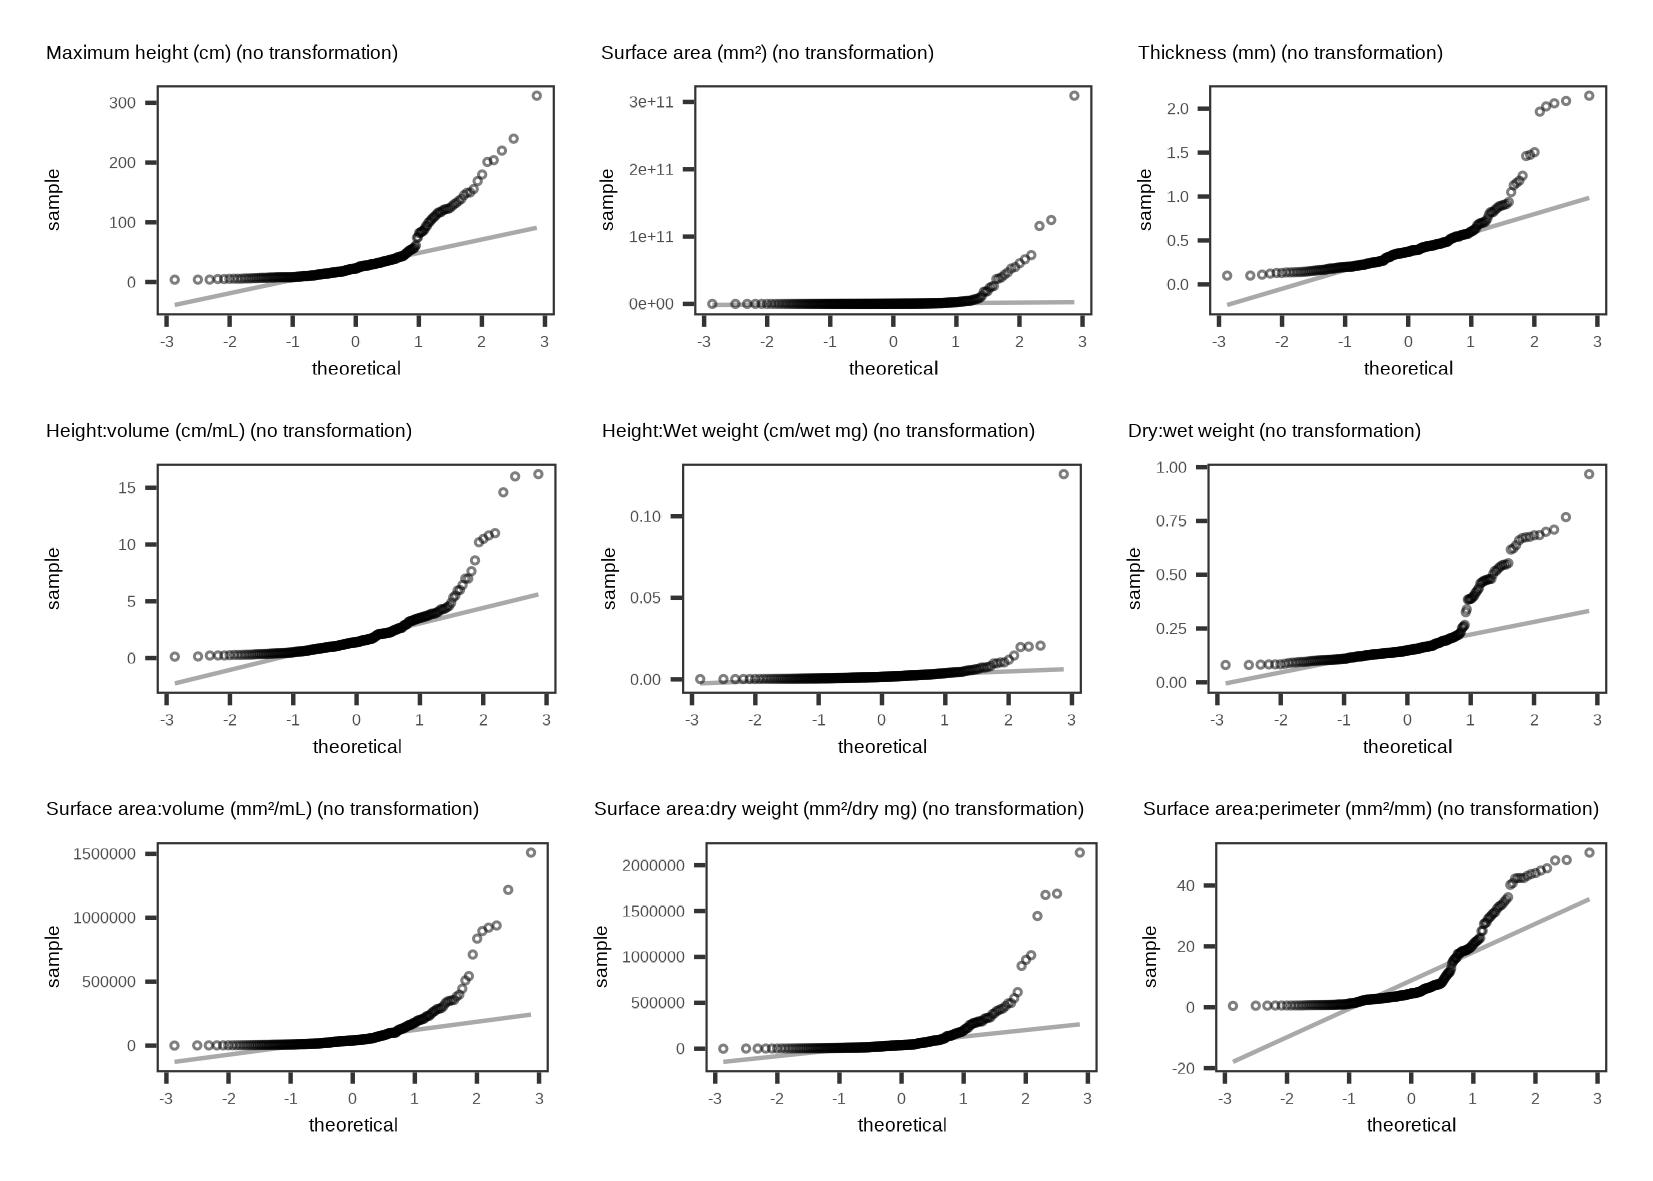 Maximum height (cm) (no transformation)
Surface area (mm²) (no transformation)
Thickness (mm) (no transformation)
300
200
100
0
sample
-3 -2 -1 0 1 2 3
theoretical
3e+11
2e+11
1e+11
0e+00
sample
-3 -2 -1 0 1 2 3
theoretical
2.0
1.5
1.0
0.5
0.0
sample
-3 -2 -1 0 1 2 3
theoretical
Height:volume (cm/mL) (no transformation)
Height:Wet weight (cm/wet mg) (no transformation)
Dry:wet weight (no transformation)
15
10
5
0
sample
-3 -2 -1 0 1 2 3
theoretical
0.10
0.05
0.00
sample
-3 -2 -1 0 1 2 3
theoretical
1.00
0.75
0.50
0.25
0.00
sample
-3 -2 -1 0 1 2 3
theoretical
Surface area:volume (mm²/mL) (no transformation)
Surface area:dry weight (mm²/dry mg) (no transformation)
Surface area:perimeter (mm²/mm) (no transformation)
1500000
1000000
500000
0
sample
-3 -2 -1 0 1 2 3
theoretical
2000000
1500000
1000000
500000
0
sample
-3 -2 -1 0 1 2 3
theoretical
40
20
0
-20
sample
-3 -2 -1 0 1 2 3
theoretical